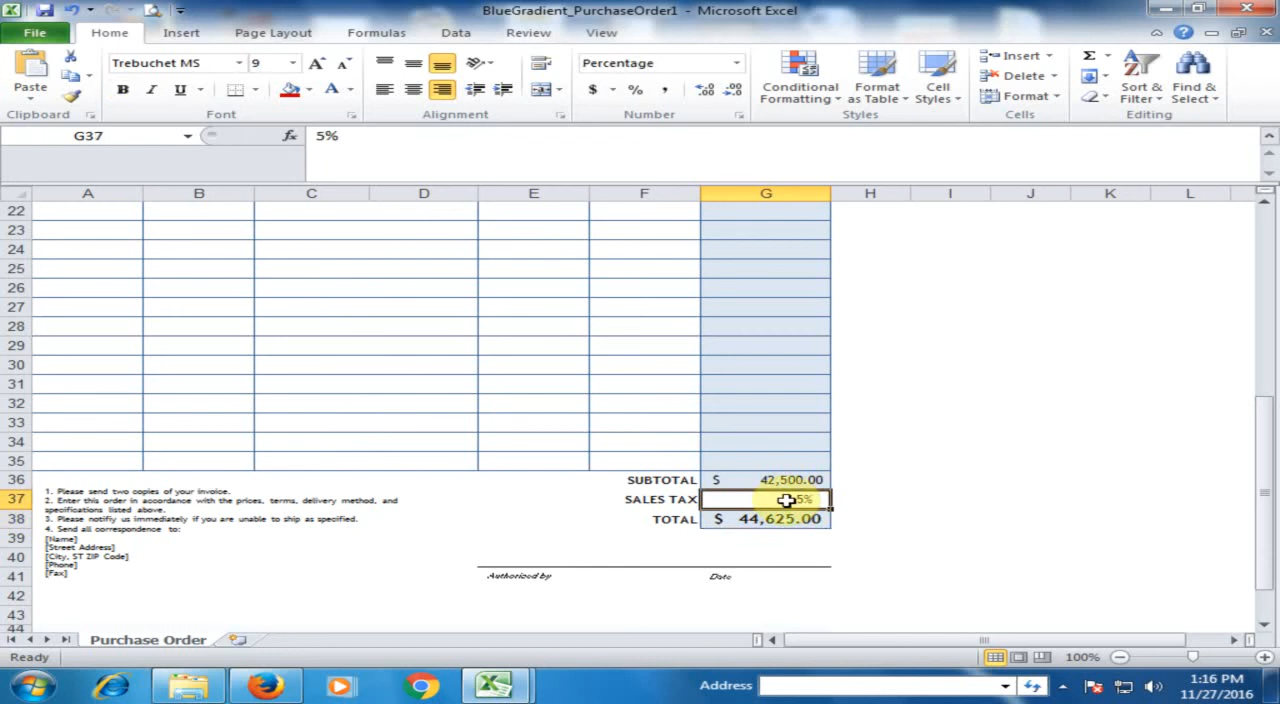 BlueGradient_PurchaseOrder1 - Microsoft Excel
File Home Insert Page Layout Formulas Data Review View
Trebuchet MS 9 Percentage
Paste B I U $ % , Conditional Formatting Format as Table Cell Styles Insert Delete Format Σ Sort & Filter Find & Select
Clipboard Font Alignment Number Styles Cells Editing
G37 fx 5%
A B C D E F G H I J K L
22
23
24
25
26
27
28
29
30
31
32
33
34
35
36 SUBTOTAL $ 42,500.00
37 SALES TAX 5%
38 TOTAL $ 44,625.00
39
40
41
42
43
44
1. Please send two copies of your invoice.
2. Enter this order in accordance with the prices, terms, delivery method, and
specifications listed above.
3. Please notifiy us immediately if you are unable to ship as specified.
4. Send all correspondence to:
[Name]
[Street Address]
[City, ST ZIP Code]
[Phone]
[Fax]
Authorized by Date
Purchase Order
Ready 100%
Address 1:16 PM
11/27/2016